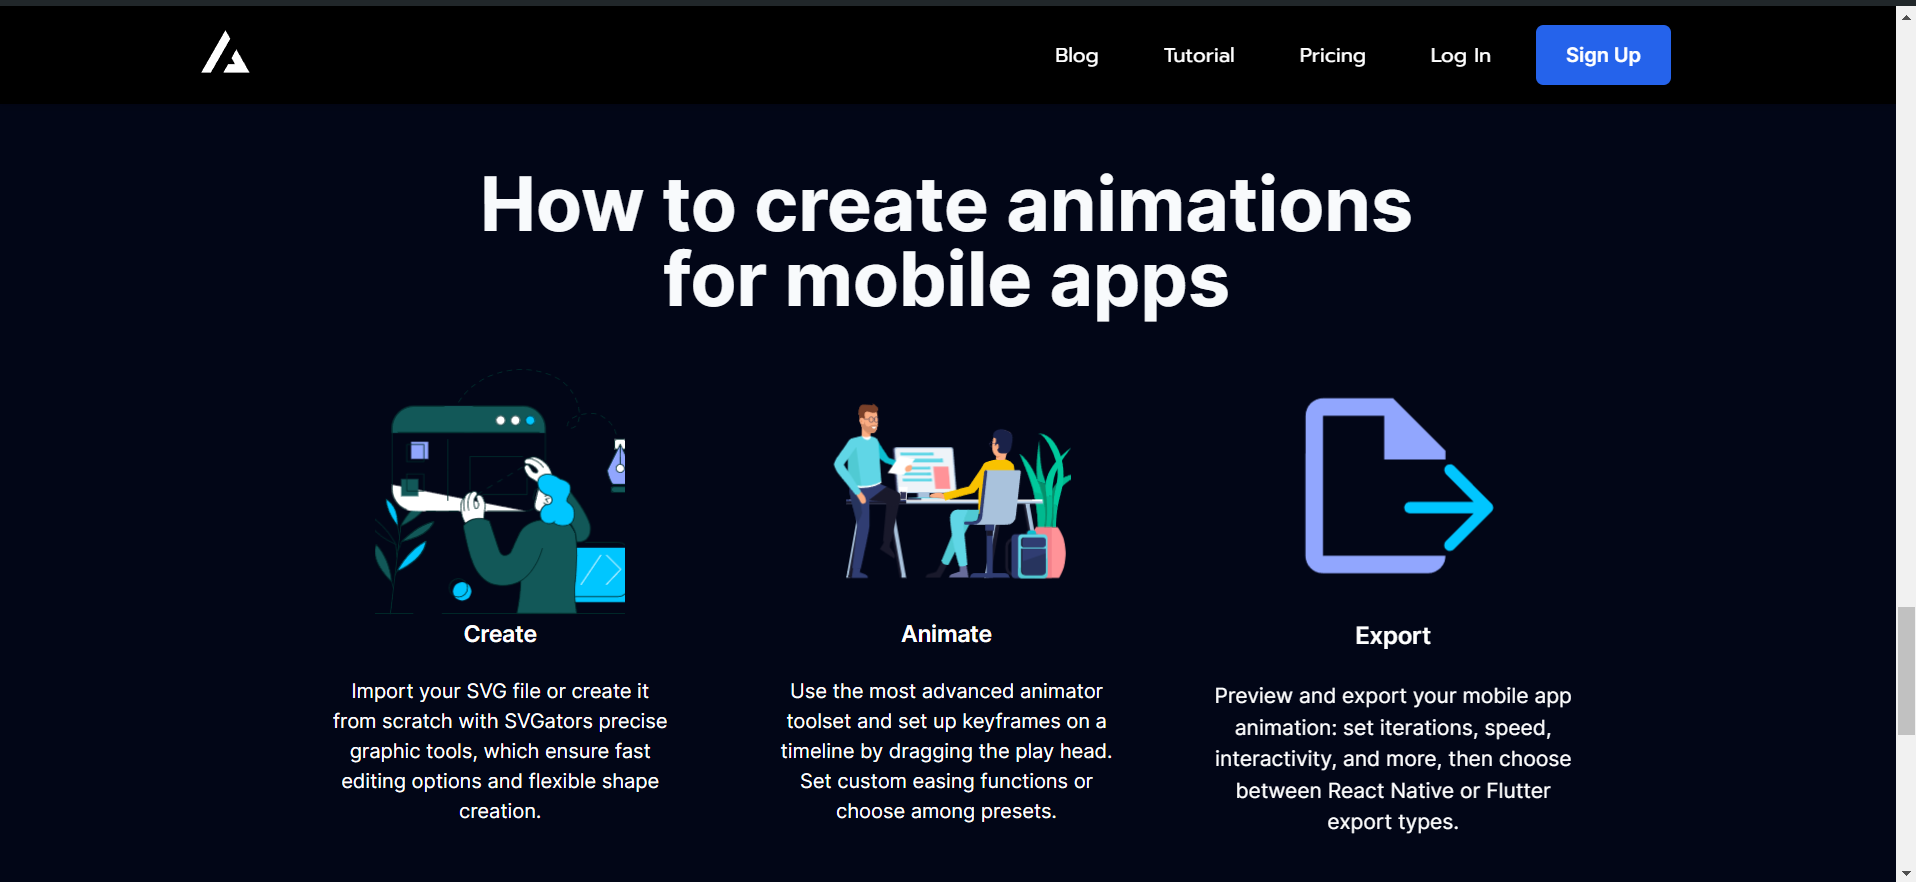 Blog Tutorial Pricing Log In Sign Up
How to create animations
for mobile apps
Create
Import your SVG file or create it
from scratch with SVGators precise
graphic tools, which ensure fast
editing options and flexible shape
creation.
Animate
Use the most advanced animator
toolset and set up keyframes on a
timeline by dragging the play head.
Set custom easing functions or
choose among presets.
Export
Preview and export your mobile app
animation: set iterations, speed,
interactivity, and more, then choose
between React Native or Flutter
export types.